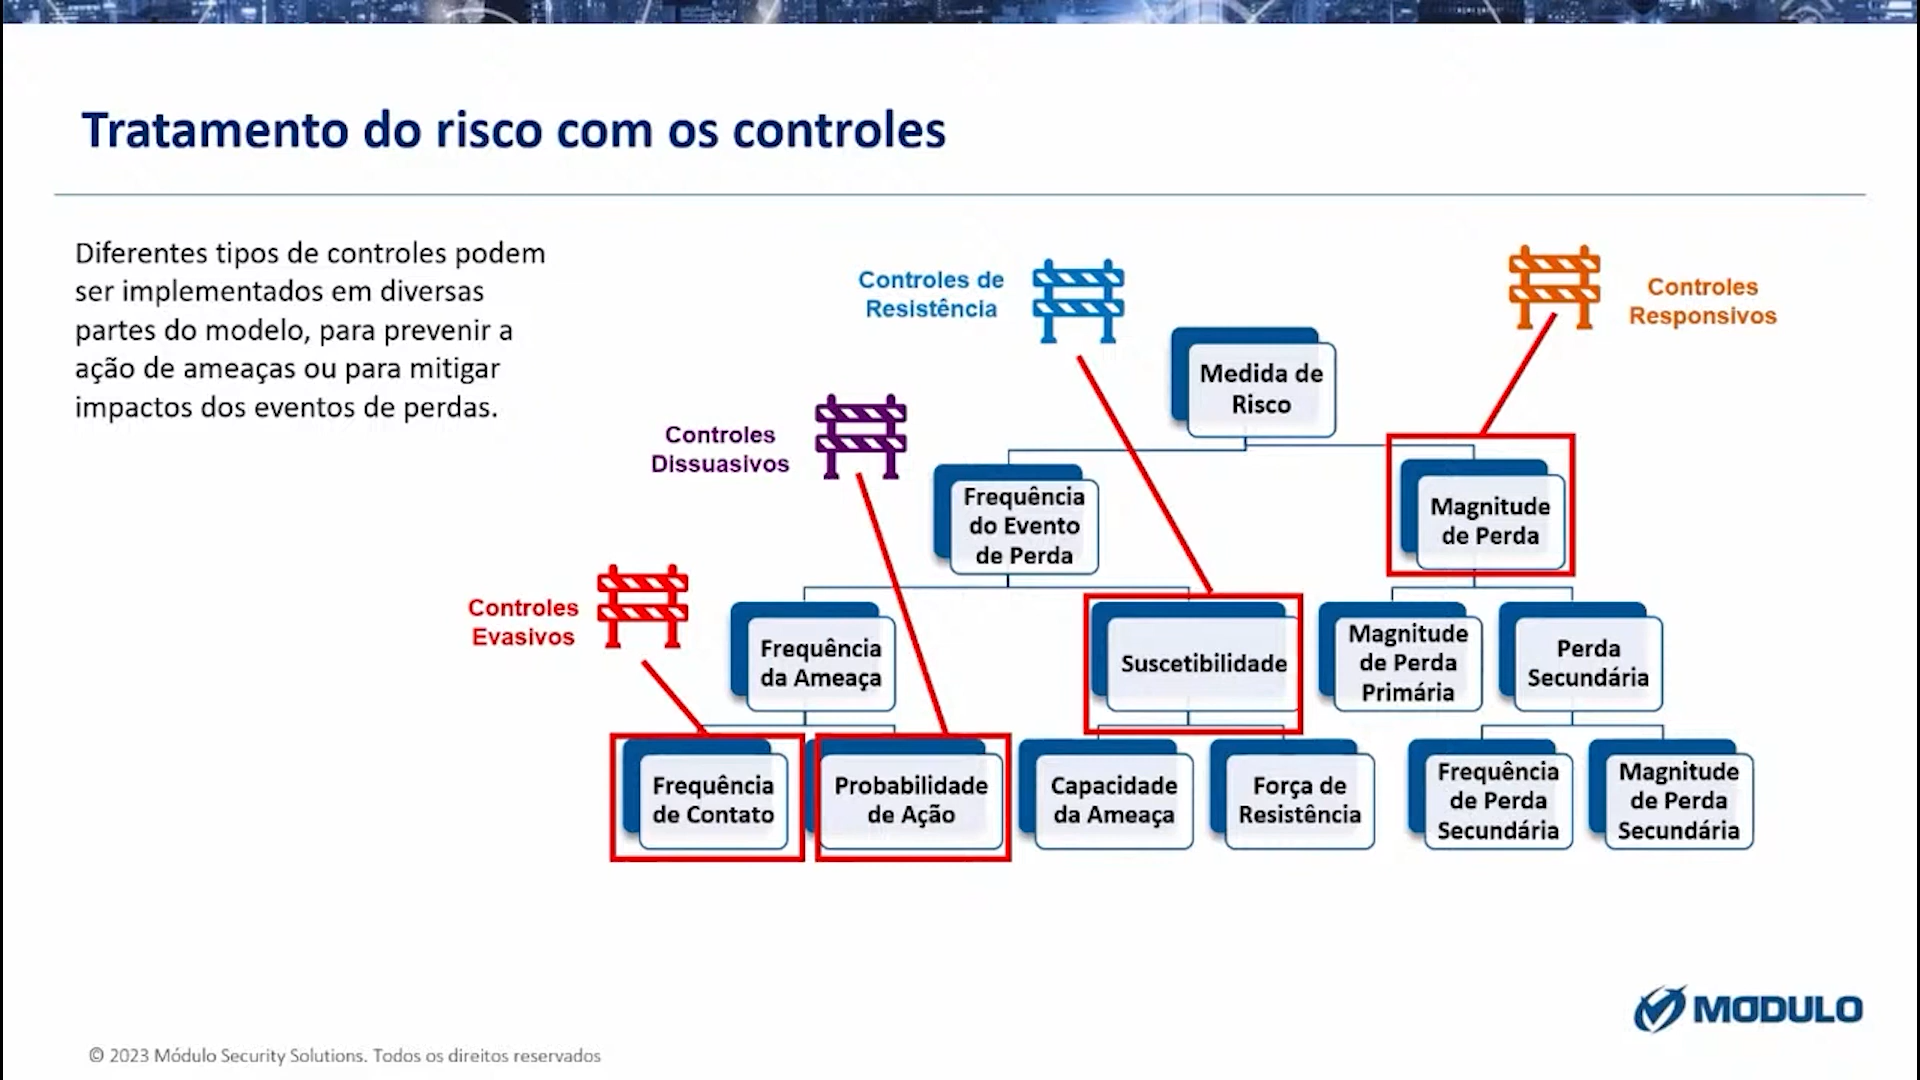 Tratamento do risco com os controles
Diferentes tipos de controles podem
ser implementados em diversas
partes do modelo, para prevenir a
ação de ameaças ou para mitigar
impactos dos eventos de perdas.
Controles de
Resistência
Controles
Responsivos
Medida de
Risco
Controles
Dissuasivos
Frequência
do Evento
de Perda
Magnitude
de Perda
Controles
Evasivos
Frequência
da Ameaça
Suscetibilidade
Magnitude
de Perda
Primária
Perda
Secundária
Frequência
de Contato
Probabilidade
de Ação
Capacidade
da Ameaça
Força de
Resistência
Frequência
de Perda
Secundária
Magnitude
de Perda
Secundária
MODULO
© 2023 Módulo Security Solutions. Todos os direitos reservados